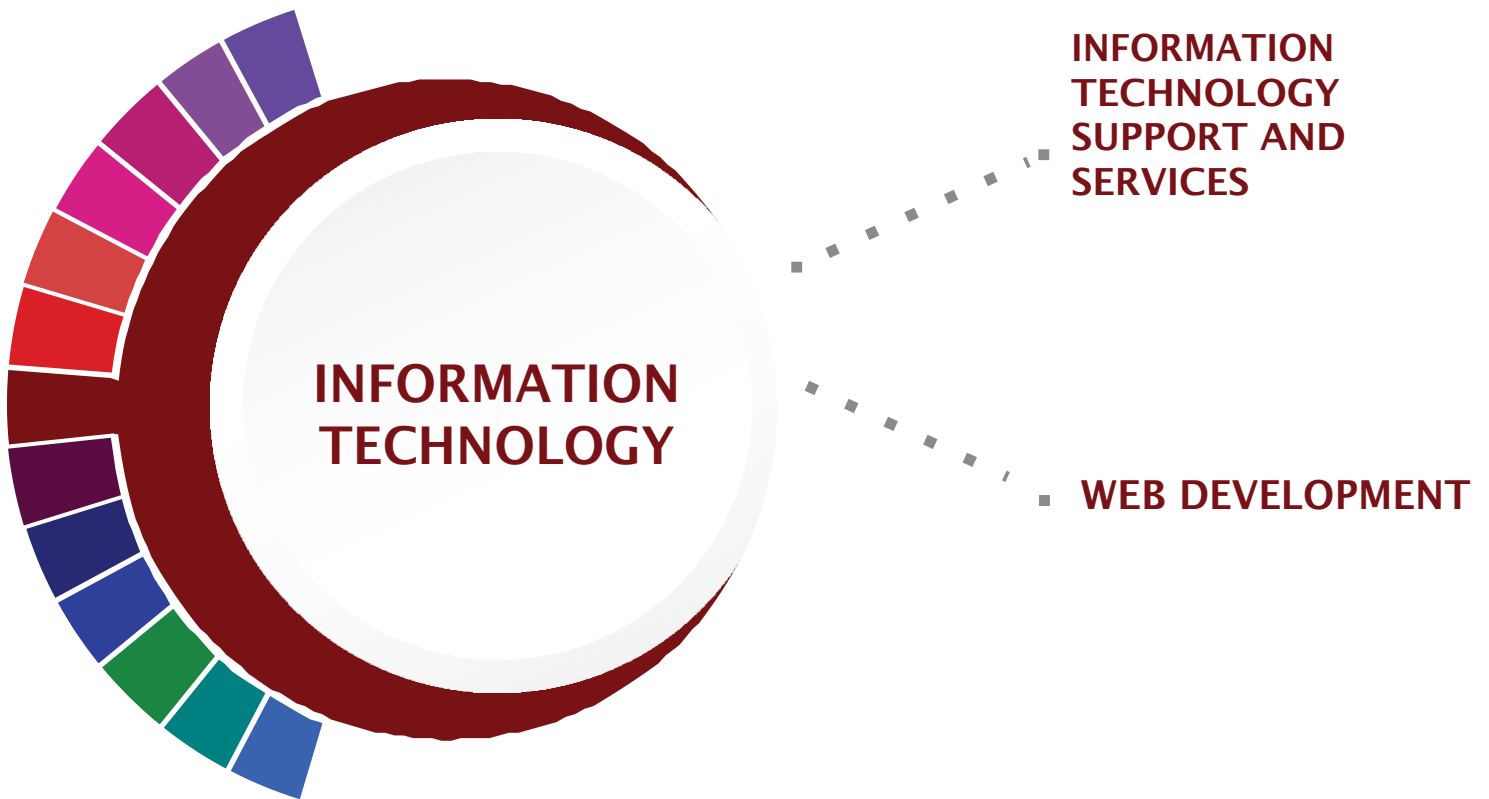 INFORMATION
TECHNOLOGY
SUPPORT AND
SERVICES
INFORMATION
TECHNOLOGY
WEB DEVELOPMENT